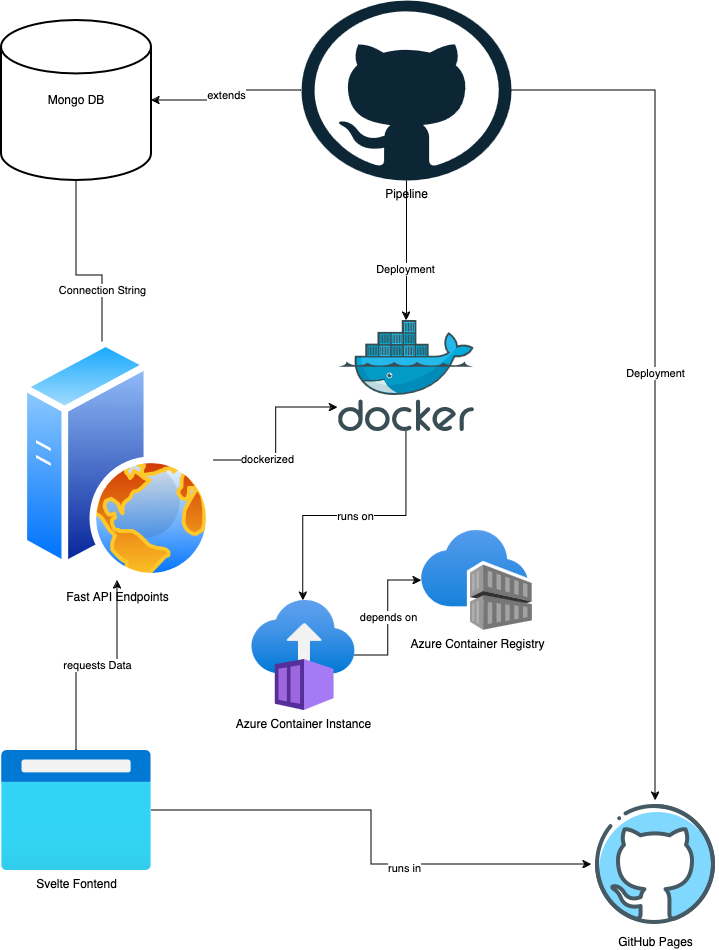 Mongo DB
extends
Pipeline
Deployment
Connection String
docker
Deployment
dockerized
runs on
Fast API Endpoints
depends on
Azure Container Registry
requests Data
Azure Container Instance
Svelte Fontend
runs in
GitHub Pages